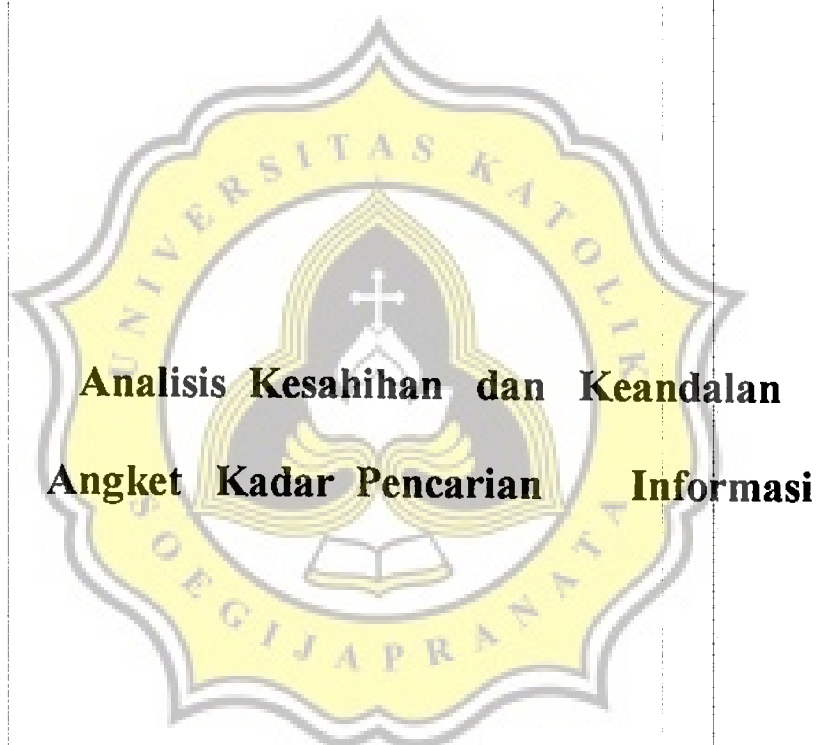 UNIVERSITAS KATOLIK
Analisis Kesahihan dan Keandalan
Angket Kadar Pencarian Informasi
SOEGIJAPRANATA